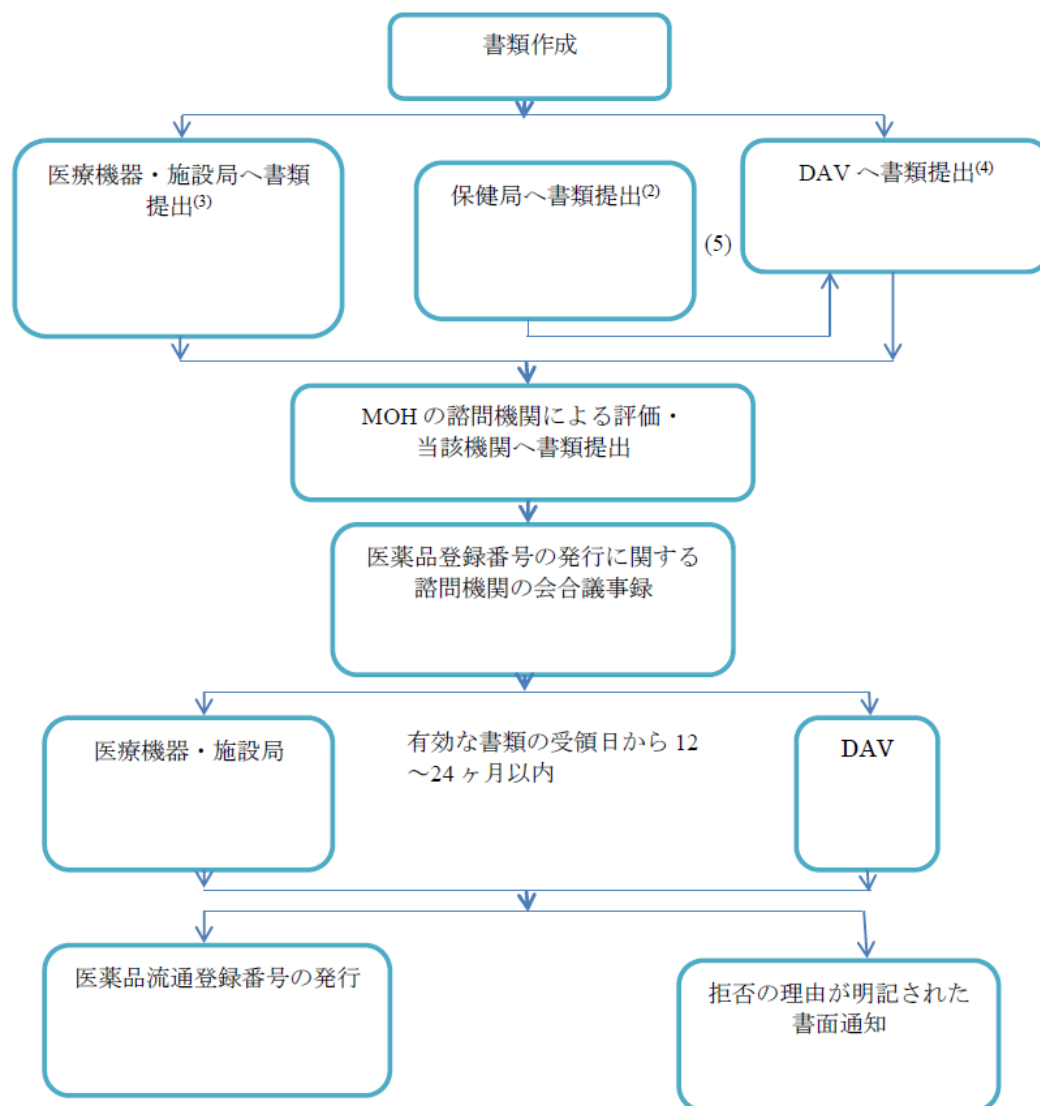 書類作成
医療機器・施設局へ書類
提出(3)
保健局へ書類提出(2)
(5)
DAV へ書類提出(4)
MOH の諮問機関による評価・
当該機関へ書類提出
医薬品登録番号の発行に関する
諮問機関の会合議事録
医療機器・施設局
有効な書類の受領日から 12
～24 ヶ月以内
DAV
医薬品流通登録番号の発行
拒否の理由が明記された
書面通知